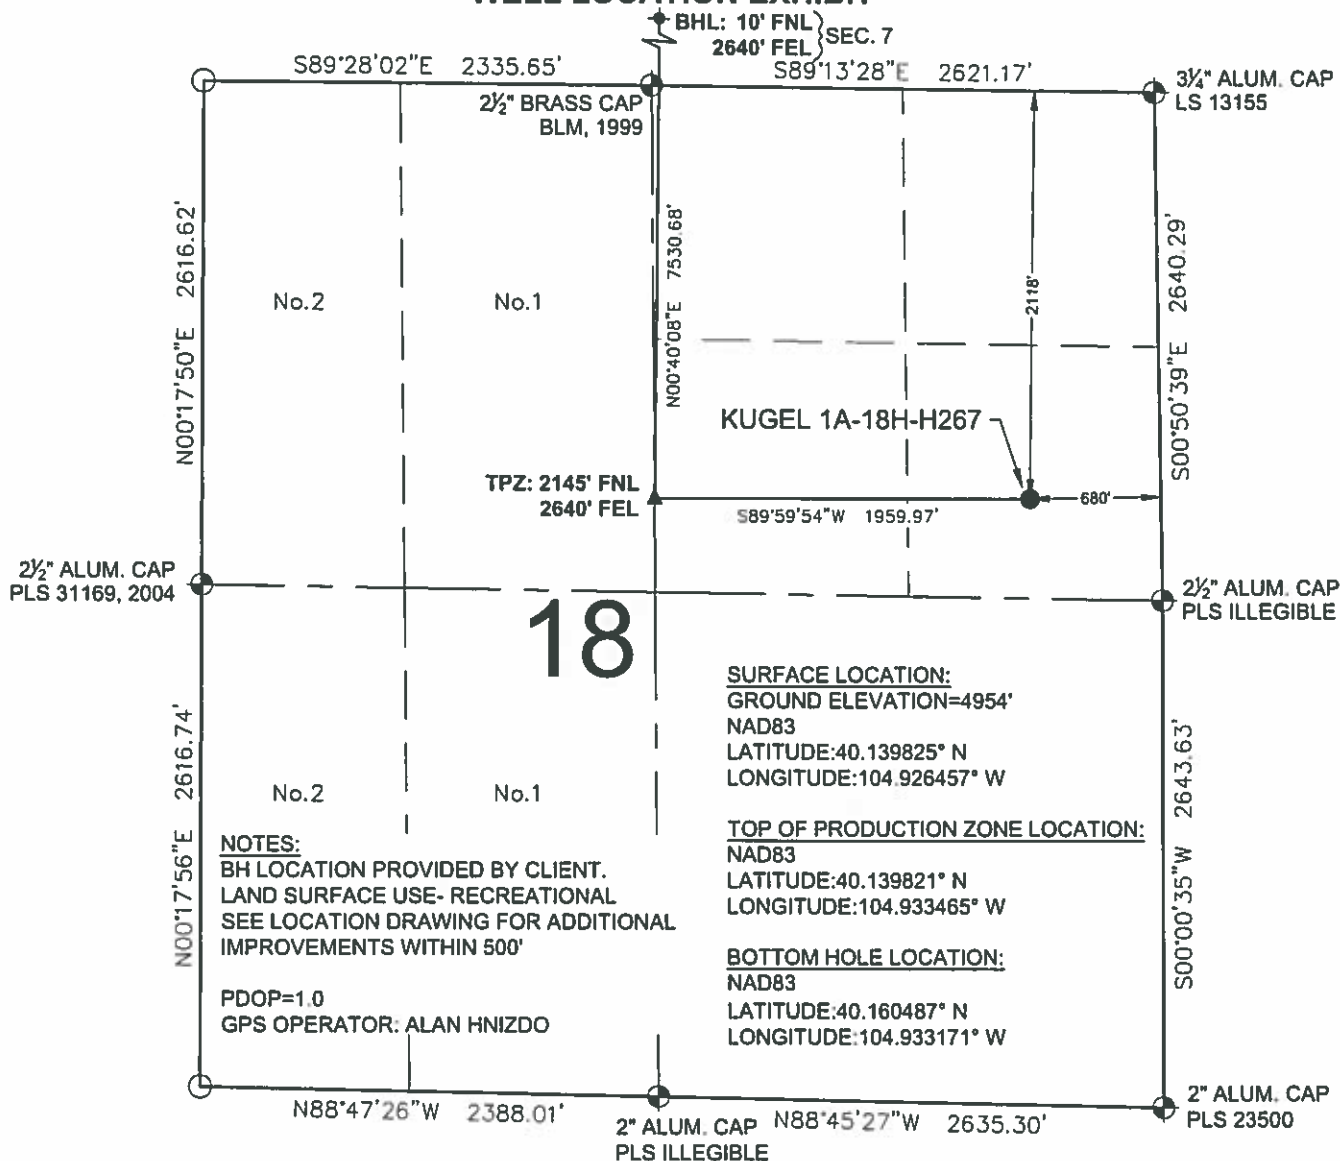 WELL LOCATION EXHIBIT
BHL: 10' FNL
2640' FEL
SEC. 7
S89°28'02"E 2335.65'
S89°13'28"E 2621.17'
3¼" ALUM. CAP
LS 13155
2½" BRASS CAP
BLM, 1999
N00°17'50"E 2616.62'
No.2
No.1
N00°40'08"E 7530.68'
2118'
S00°50'39"E 2640.29'
KUGEL 1A-18H-H267
TPZ: 2145' FNL
2640' FEL
680'
S89°59'54"W 1959.97'
2½" ALUM. CAP
PLS 31169, 2004
2½" ALUM. CAP
PLS ILLEGIBLE
18
SURFACE LOCATION:
GROUND ELEVATION=4954'
NAD83
LATITUDE:40.139825° N
LONGITUDE:104.926457° W
N00°17'56"E 2616.74'
No.2
No.1
S00°00'35"W 2643.63'
TOP OF PRODUCTION ZONE LOCATION:
NAD83
LATITUDE:40.139821° N
LONGITUDE:104.933465° W
NOTES:
BH LOCATION PROVIDED BY CLIENT.
LAND SURFACE USE- RECREATIONAL
SEE LOCATION DRAWING FOR ADDITIONAL
IMPROVEMENTS WITHIN 500'
BOTTOM HOLE LOCATION:
NAD83
LATITUDE:40.160487° N
LONGITUDE:104.933171° W
PDOP=1.0
GPS OPERATOR: ALAN HNIZDO
N88°47'26"W 2388.01'
2" ALUM. CAP
PLS ILLEGIBLE
N88°45'27"W 2635.30'
2" ALUM. CAP
PLS 23500